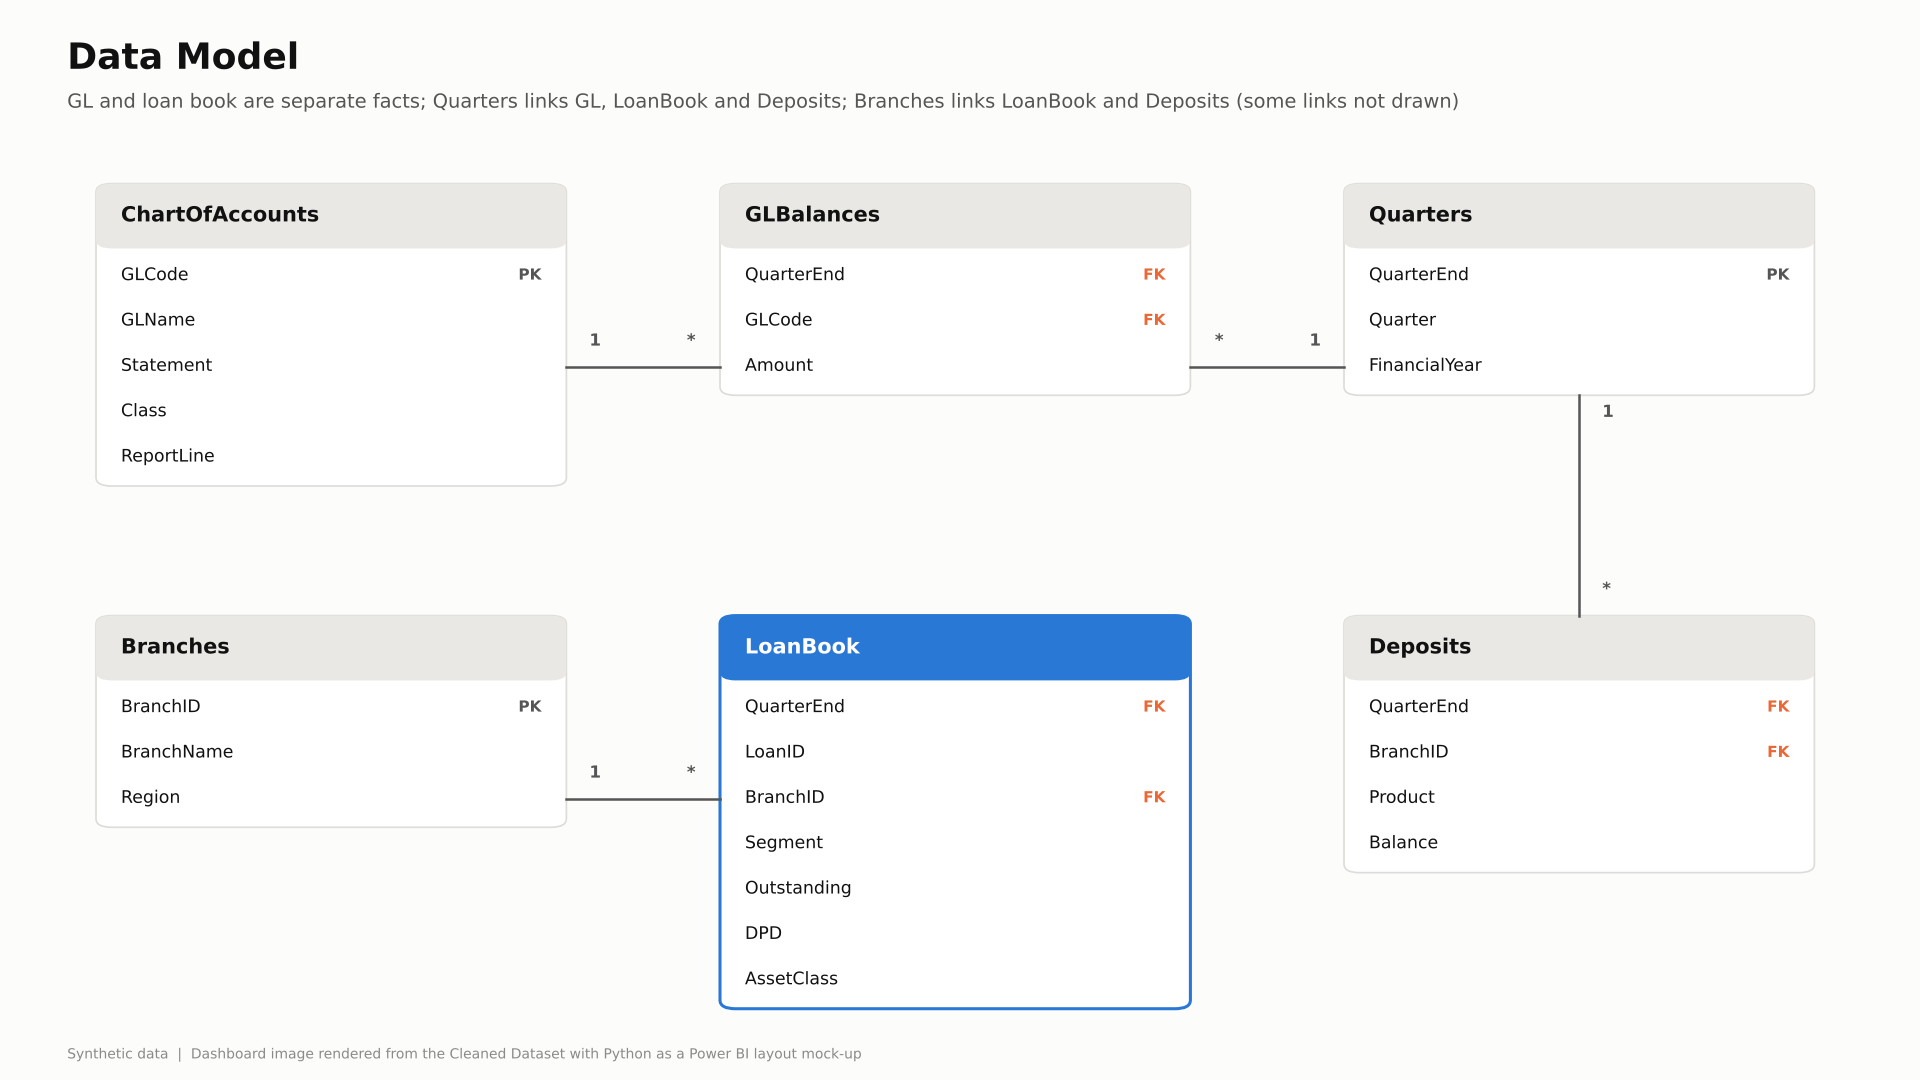 Data Model
GL and loan book are separate facts; Quarters links GL, LoanBook and Deposits; Branches links LoanBook and Deposits (some links not drawn)
ChartOfAccounts
GLCode PK
GLName
Statement
Class
ReportLine
1 *
GLBalances
QuarterEnd FK
GLCode FK
Amount
* 1
Quarters
QuarterEnd PK
Quarter
FinancialYear
1
*
Branches
BranchID PK
BranchName
Region
1 *
LoanBook
QuarterEnd FK
LoanID
BranchID FK
Segment
Outstanding
DPD
AssetClass
Deposits
QuarterEnd FK
BranchID FK
Product
Balance
Synthetic data | Dashboard image rendered from the Cleaned Dataset with Python as a Power BI layout mock-up